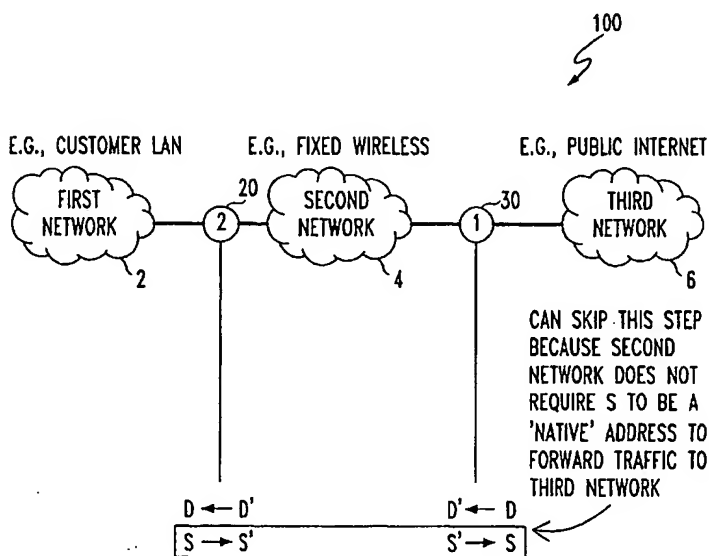 100
E.G., CUSTOMER LAN
E.G., FIXED WIRELESS
E.G., PUBLIC INTERNET
FIRST NETWORK
2
2
20
SECOND NETWORK
4
1
30
THIRD NETWORK
6
CAN SKIP THIS STEP
BECAUSE SECOND
NETWORK DOES NOT
REQUIRE S TO BE A
'NATIVE' ADDRESS TO
FORWARD TRAFFIC TO
THIRD NETWORK
D ← D'
D' ← D
S → S'
S' → S